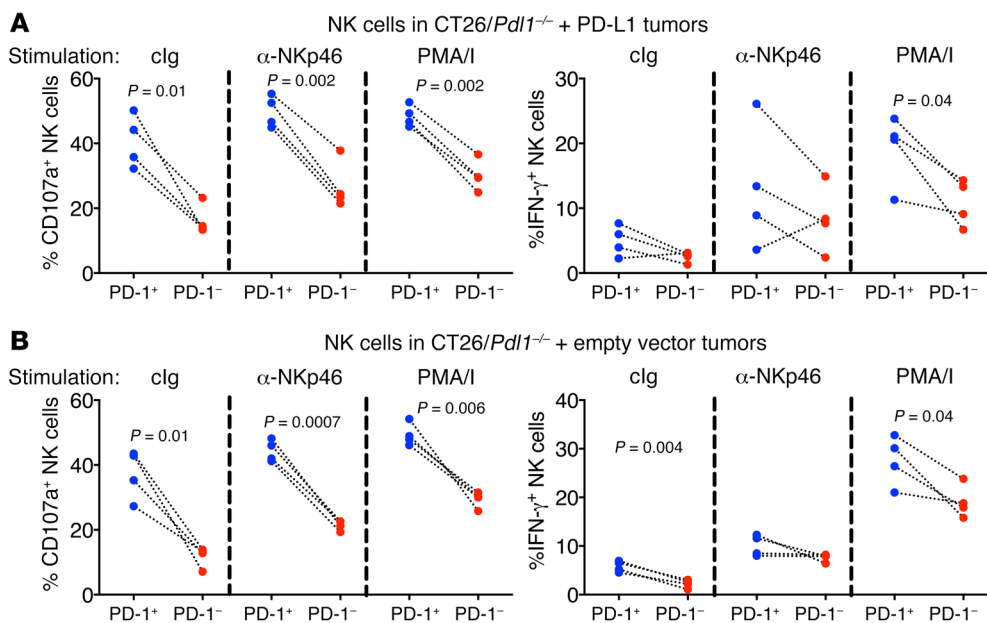 A
NK cells in CT26/Pdl1–/– + PD-L1 tumors
Stimulation: cIg α-NKp46 PMA/I cIg α-NKp46 PMA/I
% CD107a+ NK cells
60
40
20
0
P = 0.01
P = 0.002
P = 0.002
PD-1+ PD-1– PD-1+ PD-1– PD-1+ PD-1–
%IFN-γ+ NK cells
30
20
10
0
P = 0.04
PD-1+ PD-1– PD-1+ PD-1– PD-1+ PD-1–
B
NK cells in CT26/Pdl1–/– + empty vector tumors
Stimulation: cIg α-NKp46 PMA/I cIg α-NKp46 PMA/I
% CD107a+ NK cells
60
40
20
0
P = 0.01
P = 0.0007
P = 0.006
PD-1+ PD-1– PD-1+ PD-1– PD-1+ PD-1–
%IFN-γ+ NK cells
40
30
20
10
0
P = 0.004
P = 0.04
PD-1+ PD-1– PD-1+ PD-1– PD-1+ PD-1–